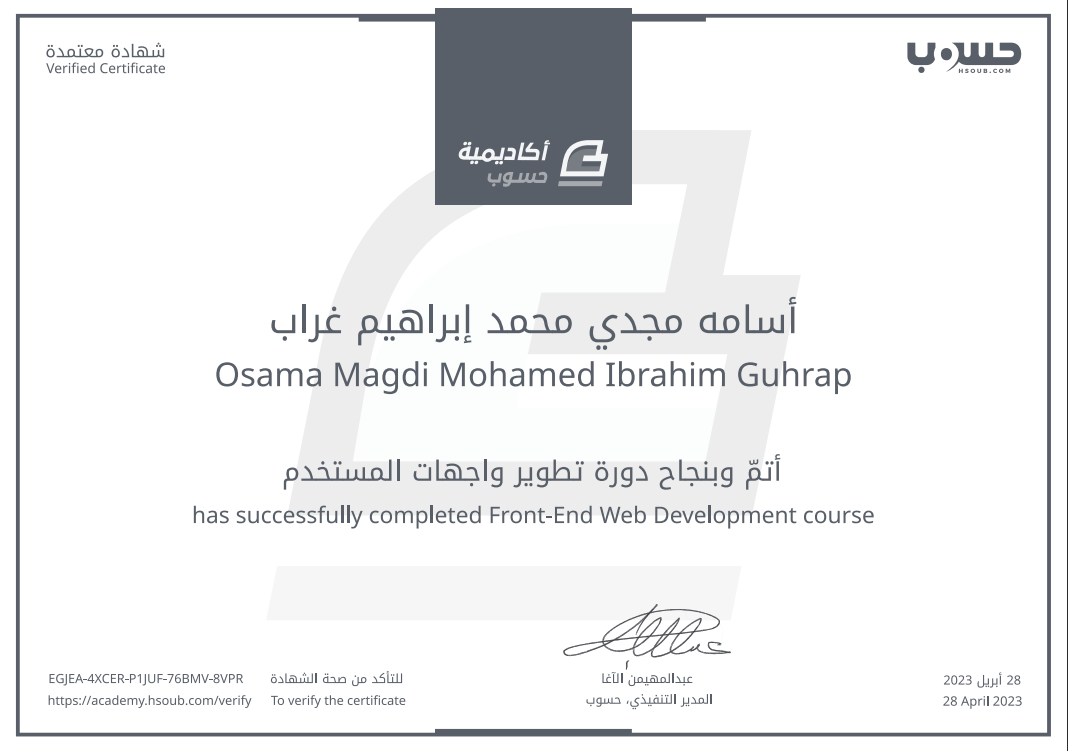 شهادة معتمدة
Verified Certificate
حسوب
HSOUB.COM
أكاديمية
حسوب
أسامه مجدي محمد إبراهيم غراب
Osama Magdi Mohamed Ibrahim Guhrap
أتمّ وبنجاح دورة تطوير واجهات المستخدم
has successfully completed Front-End Web Development course
EGJEA-4XCER-P1JUF-76BMV-8VPR
للتأكد من صحة الشهادة
https://academy.hsoub.com/verify
To verify the certificate
عبدالمهيمن الآغا
المدير التنفيذي، حسوب
28 أبريل 2023
28 April 2023